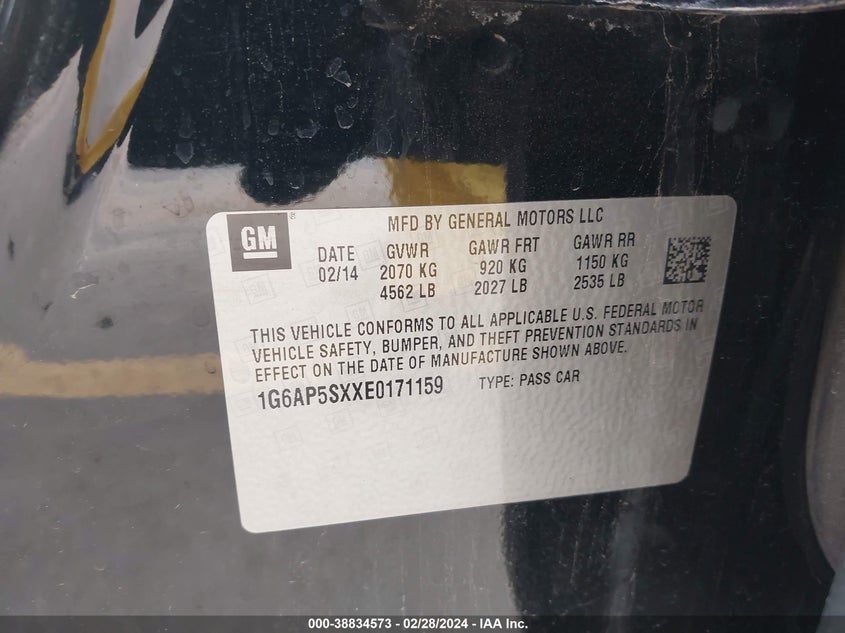 GM
MFD BY GENERAL MOTORS LLC
DATE GVWR GAWR FRT GAWR RR
02/14 2070 KG 920 KG 1150 KG
4562 LB 2027 LB 2535 LB
THIS VEHICLE CONFORMS TO ALL APPLICABLE U.S. FEDERAL MOTOR
VEHICLE SAFETY, BUMPER, AND THEFT PREVENTION STANDARDS IN
EFFECT ON THE DATE OF MANUFACTURE SHOWN ABOVE.
1G6AP5SXXE0171159 TYPE: PASS CAR
000-38834573 - 02/28/2024 - IAA Inc.